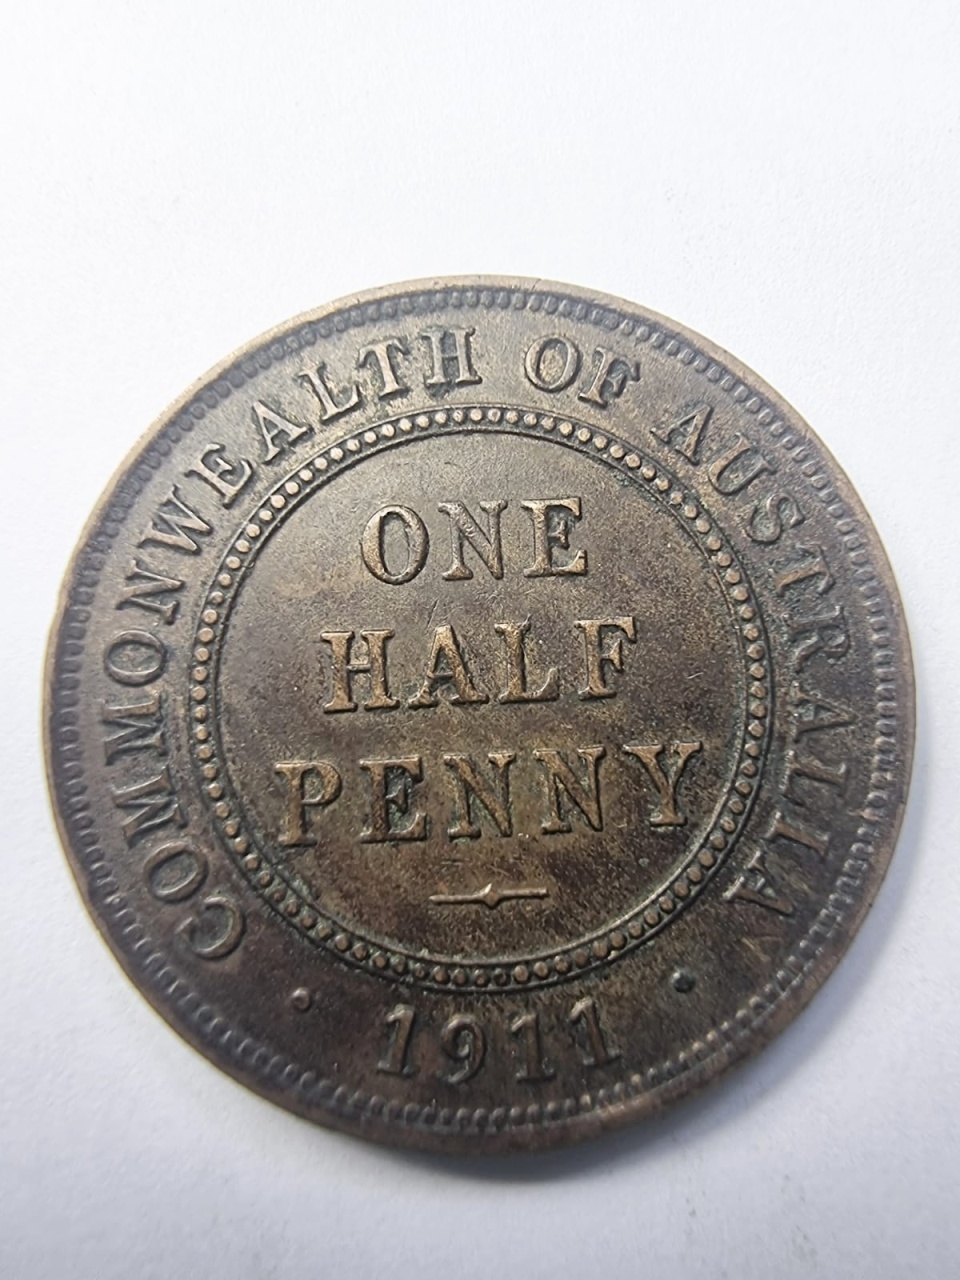 COMMONWEALTH OF AUSTRALIA
ONE
HALF
PENNY
· 1911 ·